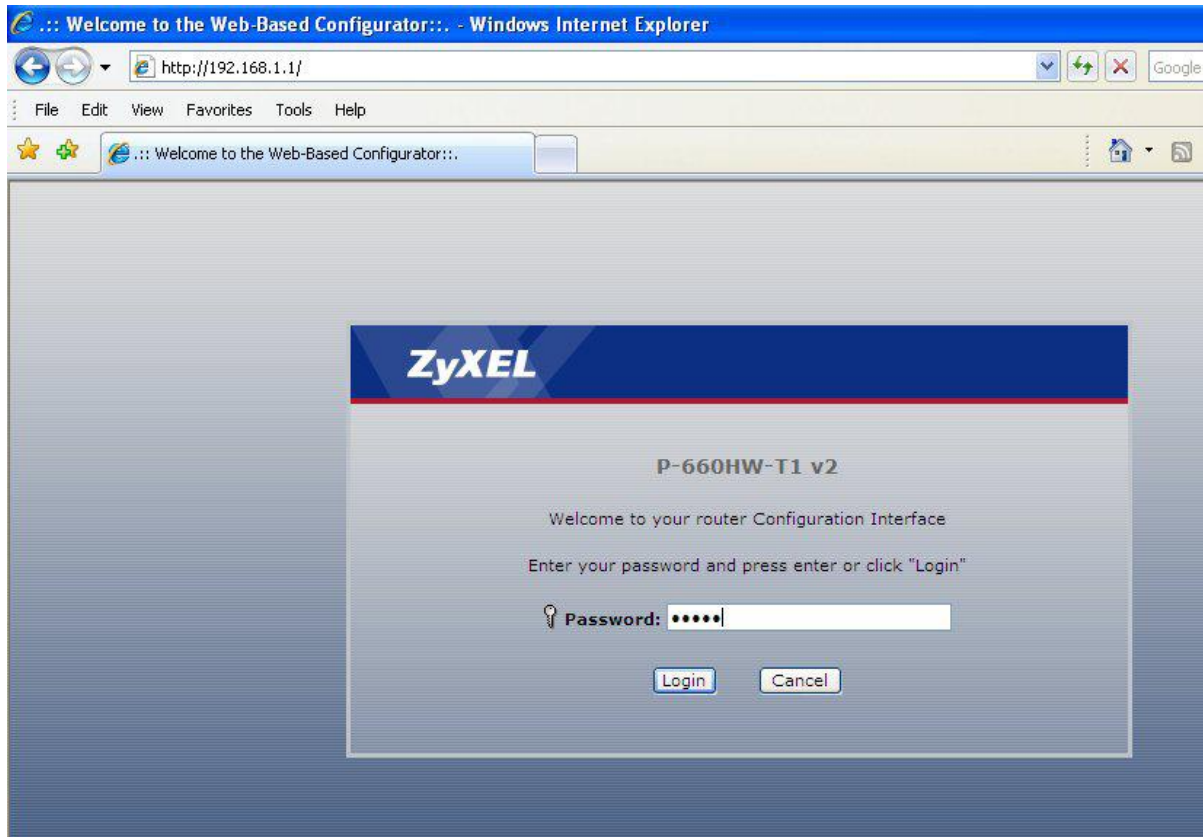 .:: Welcome to the Web-Based Configurator::. - Windows Internet Explorer
http://192.168.1.1/
Google
File Edit View Favorites Tools Help
.:: Welcome to the Web-Based Configurator::.
ZyXEL
P-660HW-T1 v2
Welcome to your router Configuration Interface
Enter your password and press enter or click "Login"
Password: •••••
Login Cancel